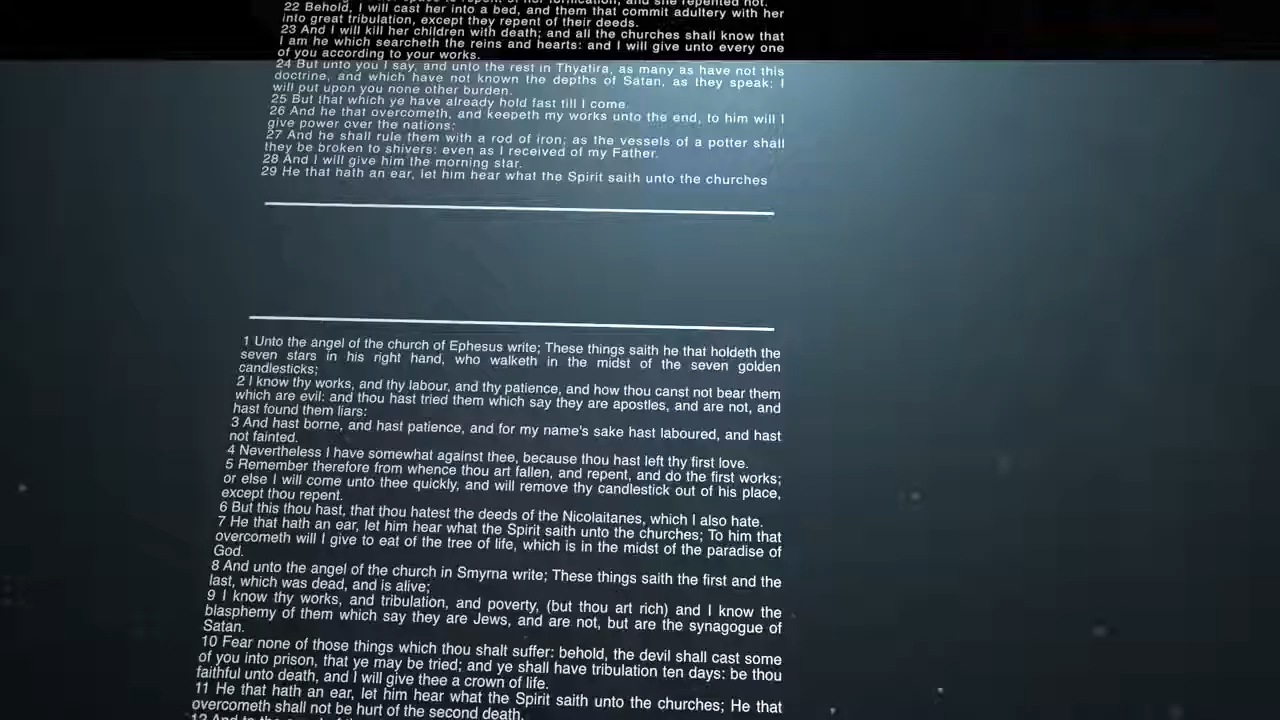 22 Behold, I will cast her into a bed, and them that commit adultery with her
into great tribulation, except they repent of their deeds.
23 And I will kill her children with death; and all the churches shall know that
I am he which searcheth the reins and hearts: and I will give unto every one
of you according to your works.
24 But unto you I say, and unto the rest in Thyatira, as many as have not this
doctrine, and which have not known the depths of Satan, as they speak; I
will put upon you none other burden.
25 But that which ye have already hold fast till I come.
26 And he that overcometh, and keepeth my works unto the end, to him will I
give power over the nations:
27 And he shall rule them with a rod of iron; as the vessels of a potter shall
they be broken to shivers: even as I received of my Father.
28 And I will give him the morning star.
29 He that hath an ear, let him hear what the Spirit saith unto the churches
1 Unto the angel of the church of Ephesus write; These things saith he that holdeth the
seven stars in his right hand, who walketh in the midst of the seven golden
candlesticks;
2 I know thy works, and thy labour, and thy patience, and how thou canst not bear them
which are evil: and thou hast tried them which say they are apostles, and are not, and
hast found them liars:
3 And hast borne, and hast patience, and for my name's sake hast laboured, and hast
not fainted.
4 Nevertheless I have somewhat against thee, because thou hast left thy first love.
5 Remember therefore from whence thou art fallen, and repent, and do the first works;
or else I will come unto thee quickly, and will remove thy candlestick out of his place,
except thou repent.
6 But this thou hast, that thou hatest the deeds of the Nicolaitanes, which I also hate.
7 He that hath an ear, let him hear what the Spirit saith unto the churches; To him that
overcometh will I give to eat of the tree of life, which is in the midst of the paradise of
God.
8 And unto the angel of the church in Smyrna write; These things saith the first and the
last, which was dead, and is alive;
9 I know thy works, and tribulation, and poverty, (but thou art rich) and I know the
blasphemy of them which say they are Jews, and are not, but are the synagogue of
Satan.
10 Fear none of those things which thou shalt suffer: behold, the devil shall cast some
of you into prison, that ye may be tried; and ye shall have tribulation ten days: be thou
faithful unto death, and I will give thee a crown of life.
11 He that hath an ear, let him hear what the Spirit saith unto the churches; He that
overcometh shall not be hurt of the second death.